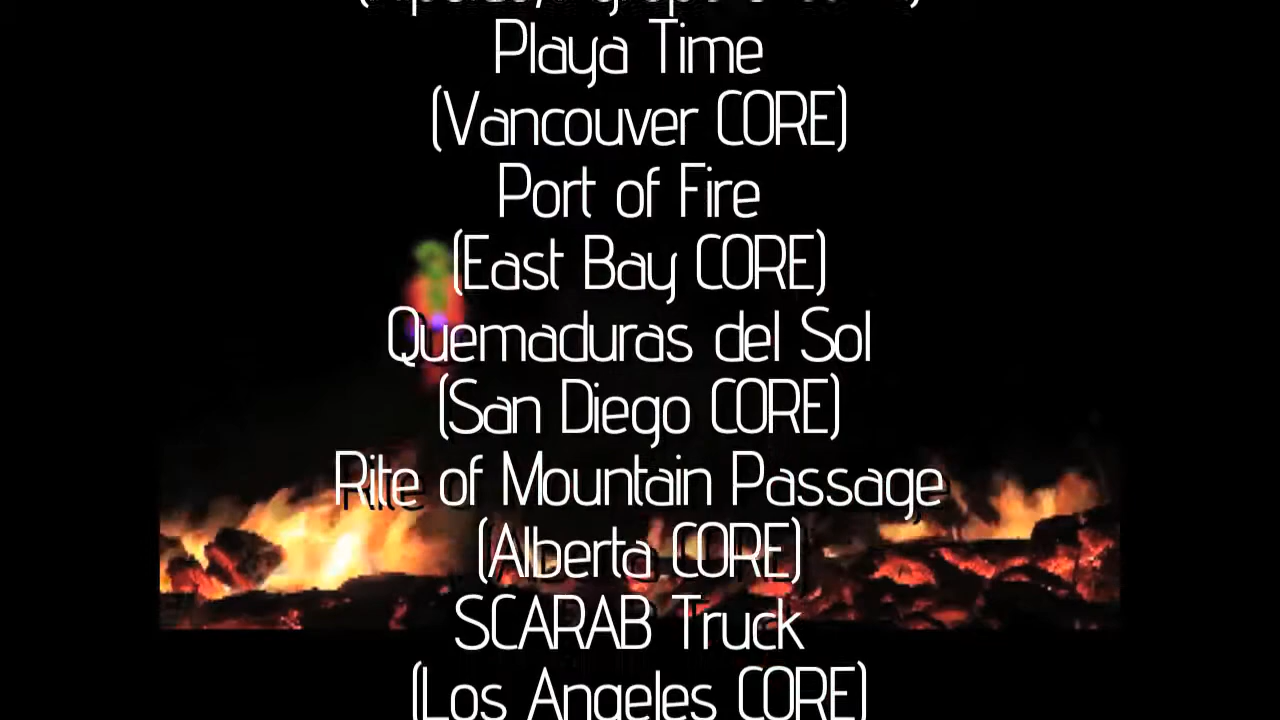 Playa Time
(Vancouver CORE)
Port of Fire
(East Bay CORE)
Quemaduras del Sol
(San Diego CORE)
Rite of Mountain Passage
(Alberta CORE)
SCARAB Truck
(Los Angeles CORE)